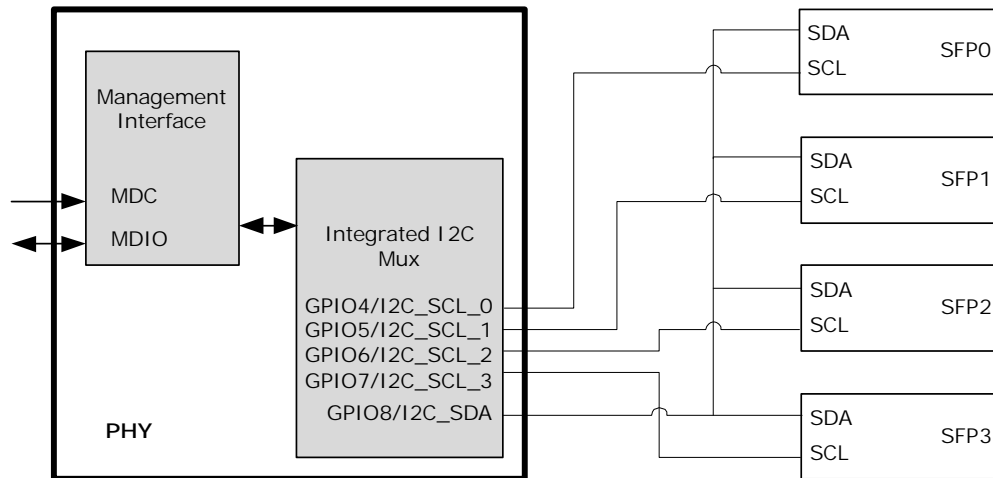 Management
Interface
MDC
MDIO
Integrated I2C
Mux
GPIO4/I2C_SCL_0
GPIO5/I2C_SCL_1
GPIO6/I2C_SCL_2
GPIO7/I2C_SCL_3
GPIO8/I2C_SDA
PHY
SDA
SCL
SFP0
SDA
SCL
SFP1
SDA
SCL
SFP2
SDA
SCL
SFP3